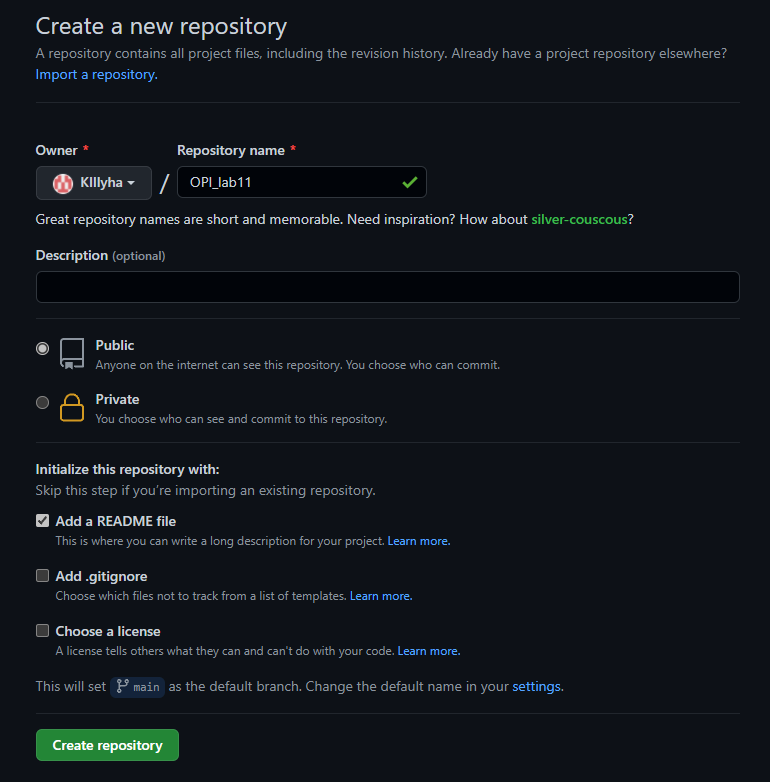 Create a new repository
A repository contains all project files, including the revision history. Already have a project repository elsewhere?
Import a repository.
Owner * Repository name *
KIllyha / OPI_lab11
Great repository names are short and memorable. Need inspiration? How about silver-couscous?
Description (optional)
Public
Anyone on the internet can see this repository. You choose who can commit.
Private
You choose who can see and commit to this repository.
Initialize this repository with:
Skip this step if you’re importing an existing repository.
Add a README file
This is where you can write a long description for your project. Learn more.
Add .gitignore
Choose which files not to track from a list of templates. Learn more.
Choose a license
A license tells others what they can and can't do with your code. Learn more.
This will set main as the default branch. Change the default name in your settings.
Create repository